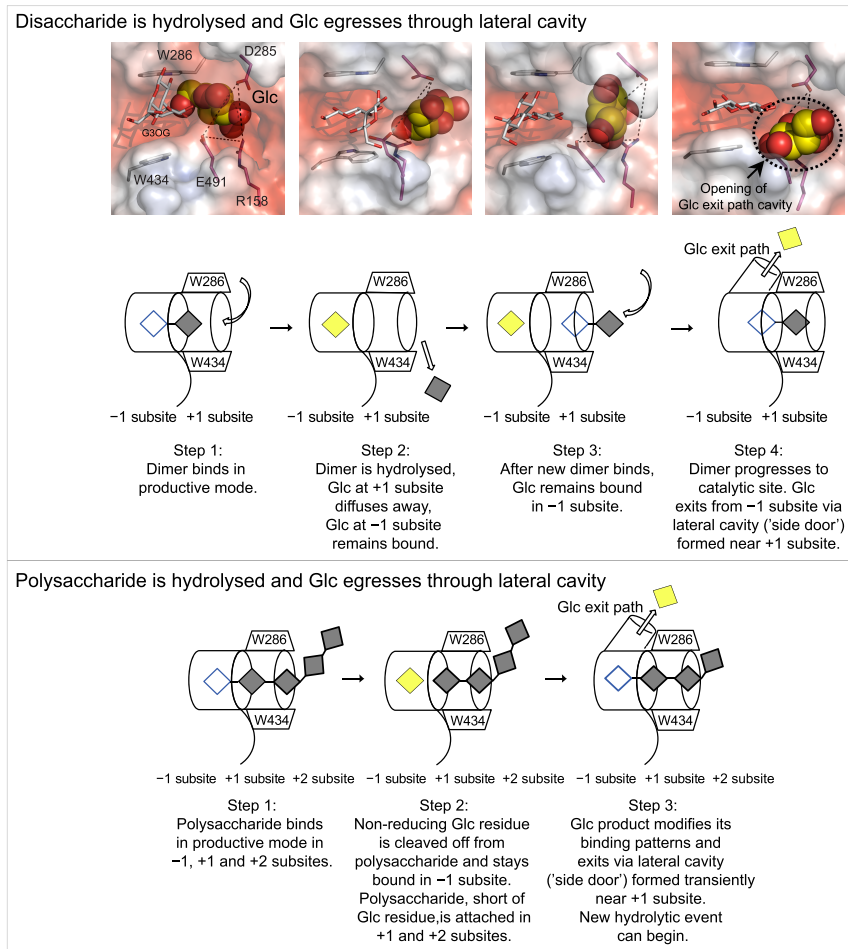 Disaccharide is hydrolysed and Glc egresses through lateral cavity
W286
D285
Glc
G3OG
W434
E491
R158
Opening of
Glc exit path cavity
Glc exit path
W286
W434
W286
W434
W286
W434
W286
W434
−1 subsite +1 subsite
−1 subsite +1 subsite
−1 subsite +1 subsite
−1 subsite +1 subsite
Step 1:
Dimer binds in
productive mode.
Step 2:
Dimer is hydrolysed,
Glc at +1 subsite
diffuses away,
Glc at −1 subsite
remains bound.
Step 3:
After new dimer binds,
Glc remains bound
in −1 subsite.
Step 4:
Dimer progresses to
catalytic site. Glc
exits from −1 subsite via
lateral cavity ('side door')
formed near +1 subsite.
Polysaccharide is hydrolysed and Glc egresses through lateral cavity
Glc exit path
W286
W434
W286
W434
W286
W434
−1 subsite +1 subsite +2 subsite
−1 subsite +1 subsite +2 subsite
−1 subsite +1 subsite +2 subsite
Step 1:
Polysaccharide binds
in productive mode in
−1, +1 and +2 subsites.
Step 2:
Non-reducing Glc residue
is cleaved off from
polysaccharide and stays
bound in −1 subsite.
Polysaccharide, short of
Glc residue,is attached in
+1 and +2 subsites.
Step 3:
Glc product modifies its
binding patterns and
exits via lateral cavity
('side door') formed transiently
near +1 subsite.
New hydrolytic event
can begin.